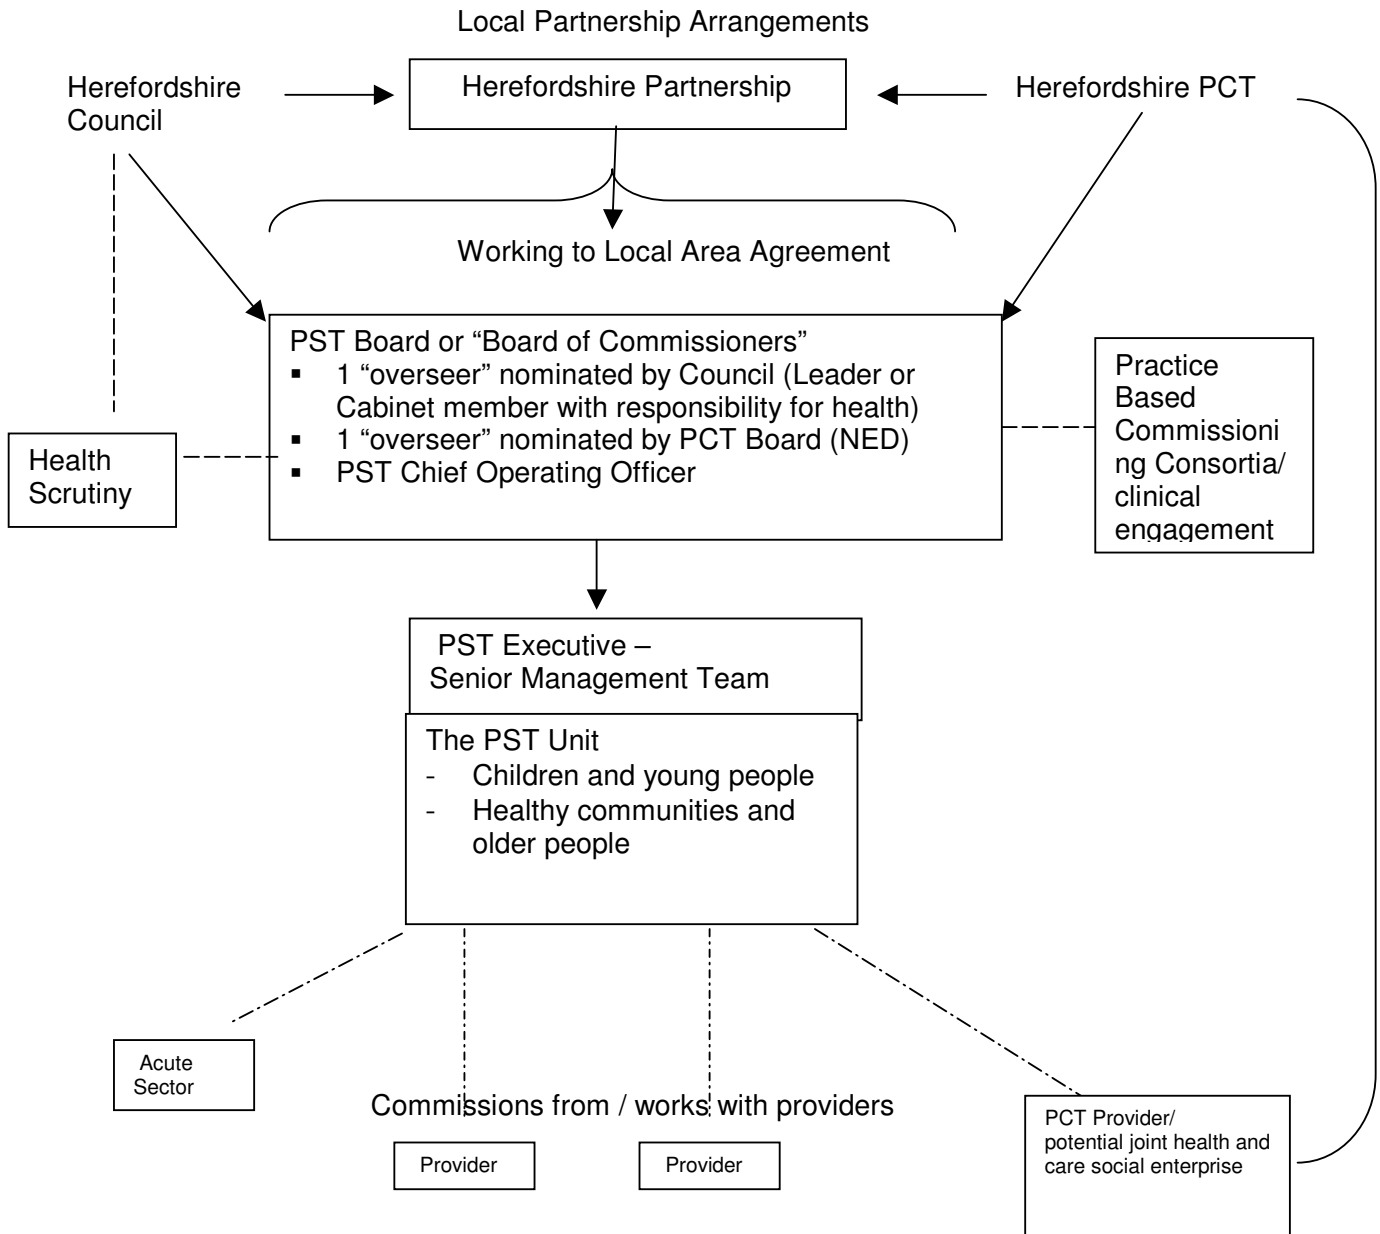 Local Partnership Arrangements
Herefordshire
Council
Herefordshire Partnership
Herefordshire PCT
Working to Local Area Agreement
PST Board or “Board of Commissioners”
▪ 1 “overseer” nominated by Council (Leader or
Cabinet member with responsibility for health)
▪ 1 “overseer” nominated by PCT Board (NED)
▪ PST Chief Operating Officer
Health
Scrutiny
Practice
Based
Commissioni
ng Consortia/
clinical
engagement
PST Executive –
Senior Management Team
The PST Unit
- Children and young people
- Healthy communities and
older people
Acute
Sector
Commissions from / works with providers
Provider
Provider
PCT Provider/
potential joint health and
care social enterprise